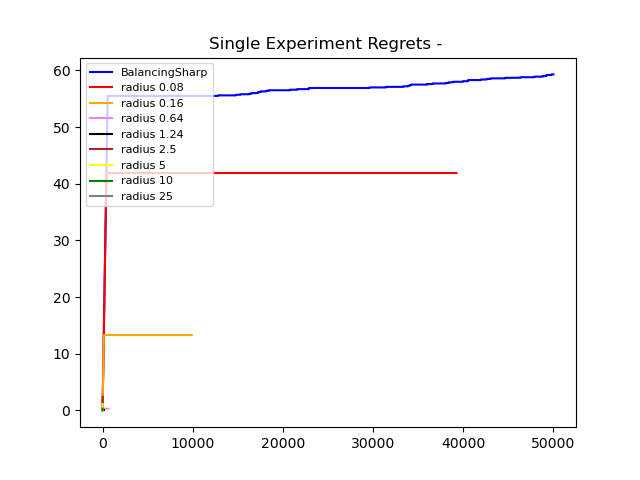 Single Experiment Regrets -
60
50
40
30
20
10
0
BalancingSharp
radius 0.08
radius 0.16
radius 0.64
radius 1.24
radius 2.5
radius 5
radius 10
radius 25
0 10000 20000 30000 40000 50000